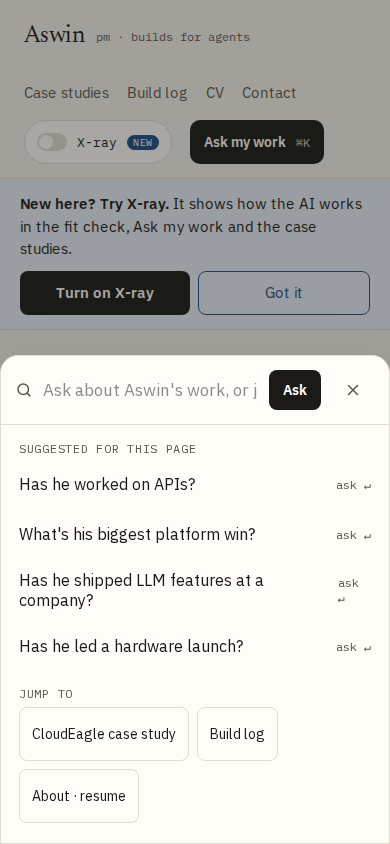 Aswin pm · builds for agents
Case studies Build log CV Contact
X-ray NEW Ask my work ⌘K
New here? Try X-ray. It shows how the AI works
in the fit check, Ask my work and the case
studies.
Turn on X-ray Got it
Ask about Aswin's work, or j Ask
SUGGESTED FOR THIS PAGE
Has he worked on APIs? ask ↵
What's his biggest platform win? ask ↵
Has he shipped LLM features at a ask
company? ↵
Has he led a hardware launch? ask ↵
JUMP TO
CloudEagle case study Build log
About · resume